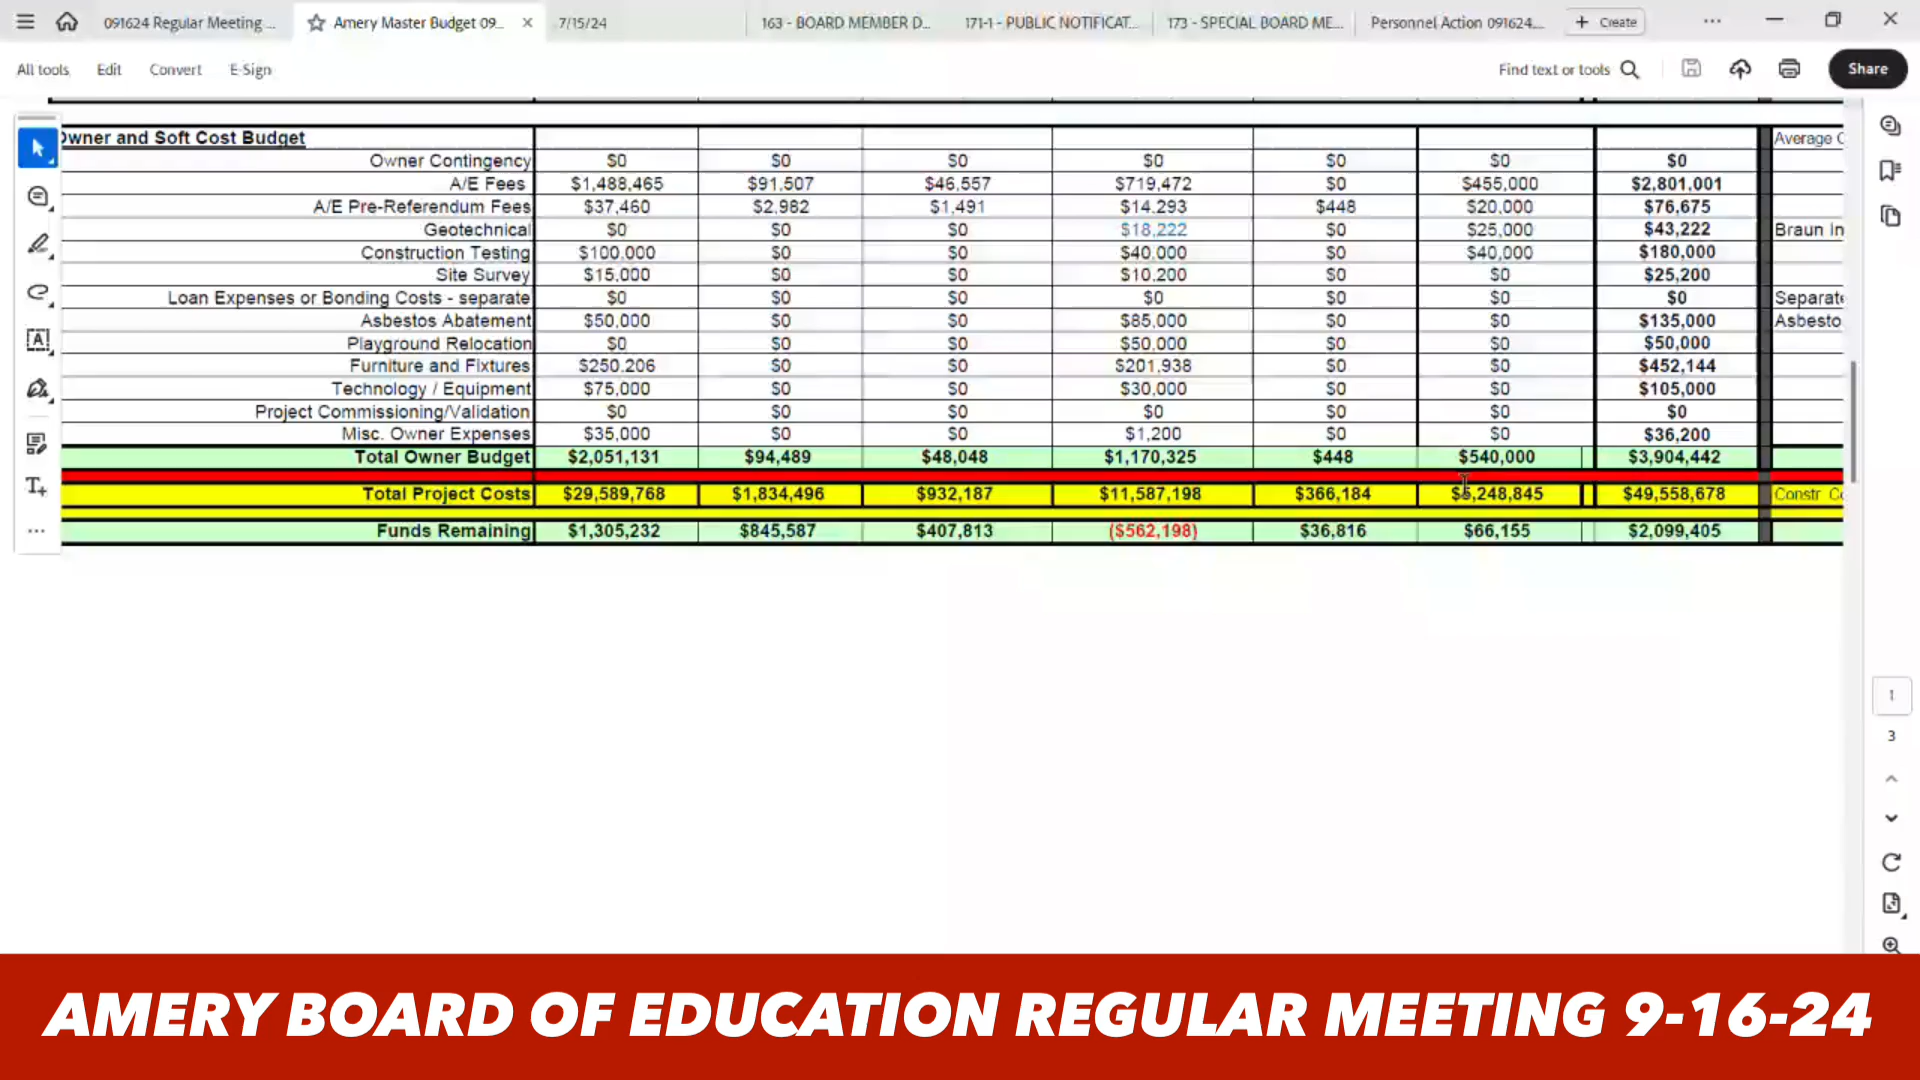 091624 Regular Meeting ...
Amery Master Budget 09...
7/15/24
163 - BOARD MEMBER D...
171-1 - PUBLIC NOTIFICAT...
173 - SPECIAL BOARD ME...
Personnel Action 091624...
Create
All tools Edit Convert E-Sign
Find text or tools
Share
Owner and Soft Cost Budget Average C
Owner Contingency $0 $0 $0 $0 $0 $0 $0
A/E Fees $1,488,465 $91,507 $46,557 $719,472 $0 $455,000 $2,801,001
A/E Pre-Referendum Fees $37,460 $2,982 $1,491 $14,293 $448 $20,000 $76,675
Geotechnical $0 $0 $0 $18,222 $0 $25,000 $43,222 Braun In
Construction Testing $100,000 $0 $0 $40,000 $0 $40,000 $180,000
Site Survey $15,000 $0 $0 $10,200 $0 $0 $25,200
Loan Expenses or Bonding Costs - separate $0 $0 $0 $0 $0 $0 $0 Separate
Asbestos Abatement $50,000 $0 $0 $85,000 $0 $0 $135,000 Asbesto
Playground Relocation $0 $0 $0 $50,000 $0 $0 $50,000
Furniture and Fixtures $250,206 $0 $0 $201,938 $0 $0 $452,144
Technology / Equipment $75,000 $0 $0 $30,000 $0 $0 $105,000
Project Commissioning/Validation $0 $0 $0 $0 $0 $0 $0
Misc. Owner Expenses $35,000 $0 $0 $1,200 $0 $0 $36,200
Total Owner Budget $2,051,131 $94,489 $48,048 $1,170,325 $448 $540,000 $3,904,442
Total Project Costs $29,589,768 $1,834,496 $932,187 $11,587,198 $366,184 $5,248,845 $49,558,678 Constr Co
Funds Remaining $1,305,232 $845,587 $407,813 ($562,198) $36,816 $66,155 $2,099,405
1
3
AMERY BOARD OF EDUCATION REGULAR MEETING 9-16-24